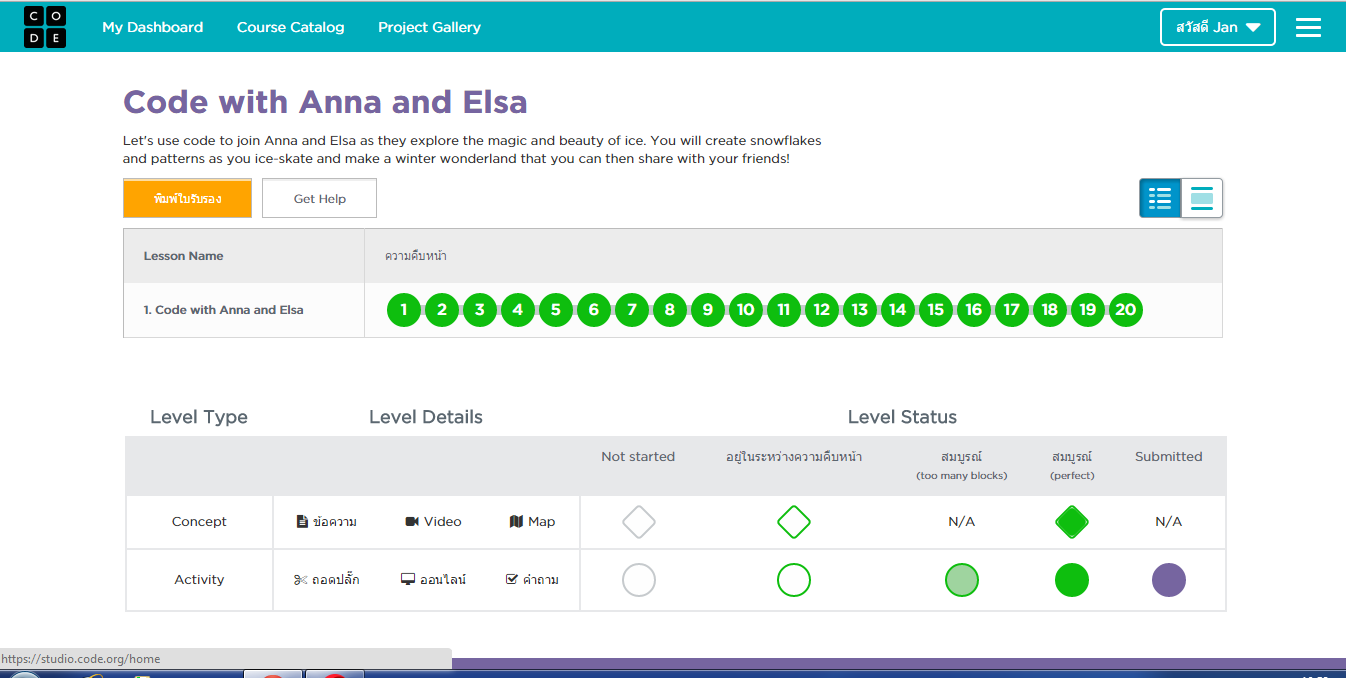 CO
DE
My Dashboard Course Catalog Project Gallery สวัสดี Jan
Code with Anna and Elsa
Let's use code to join Anna and Elsa as they explore the magic and beauty of ice. You will create snowflakes
and patterns as you ice-skate and make a winter wonderland that you can then share with your friends!
พิมพ์ใบรับรอง Get Help
Lesson Name ความคืบหน้า
1. Code with Anna and Elsa 1 2 3 4 5 6 7 8 9 10 11 12 13 14 15 16 17 18 19 20
Level Type Level Details Level Status
Not started อยู่ในระหว่างความคืบหน้า สมบูรณ์ สมบูรณ์ Submitted
(too many blocks) (perfect)
Concept ข้อความ Video Map N/A N/A
Activity ถอดปลั๊ก ออนไลน์ คำถาม
https://studio.code.org/home